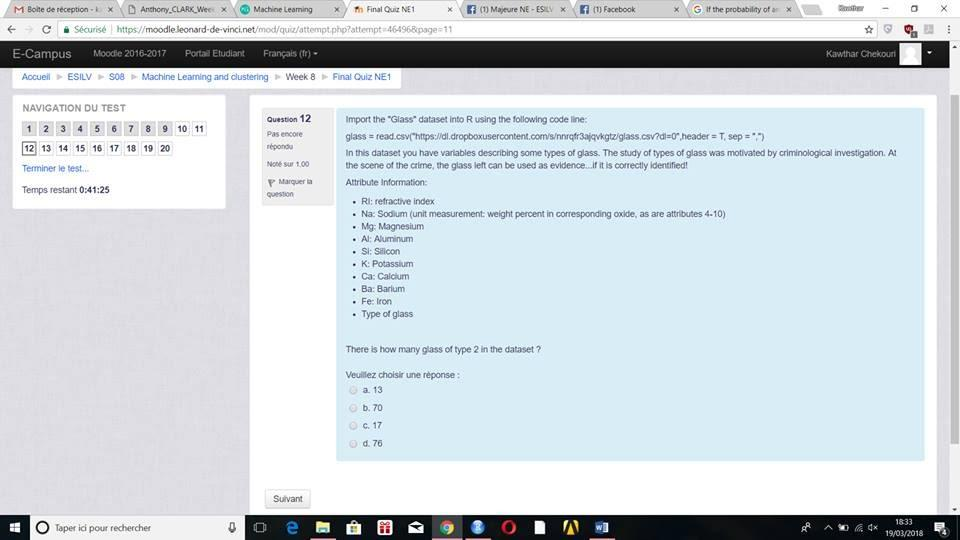 Boîte de réception - k
Anthony_CLARK_Week
Machine Learning
Final Quiz NE1
(1) Majeure NE - ESILV
(1) Facebook
If the probability of an
Kawthar
Sécurisé
https://moodle.leonard-de-vinci.net/mod/quiz/attempt.php?attempt=46496&page=11
E-Campus Moodle 2016-2017 Portail Etudiant Français (fr) Kawthar Chekouri
Accueil ESILV S08 Machine Learning and clustering Week 8 Final Quiz NE1
NAVIGATION DU TEST
1 2 3 4 5 6 7 8 9 10 11
12 13 14 15 16 17 18 19 20
Terminer le test...
Temps restant 0:41:25
Question 12
Pas encore
répondu
Noté sur 1,00
Marquer la
question
Import the "Glass" dataset into R using the following code line:
glass = read.csv("https://dl.dropboxusercontent.com/s/nnrqfr3ajqvkgtz/glass.csv?dl=0",header = T, sep = ",")
In this dataset you have variables describing some types of glass. The study of types of glass was motivated by criminological investigation. At
the scene of the crime, the glass left can be used as evidence...if it is correctly identified!
Attribute Information:
• RI: refractive index
• Na: Sodium (unit measurement: weight percent in corresponding oxide, as are attributes 4-10)
• Mg: Magnesium
• Al: Aluminum
• Si: Silicon
• K: Potassium
• Ca: Calcium
• Ba: Barium
• Fe: Iron
• Type of glass
There is how many glass of type 2 in the dataset ?
Veuillez choisir une réponse :
a. 13
b. 70
c. 17
d. 76
Suivant
Taper ici pour rechercher
18:33
19/03/2018
4